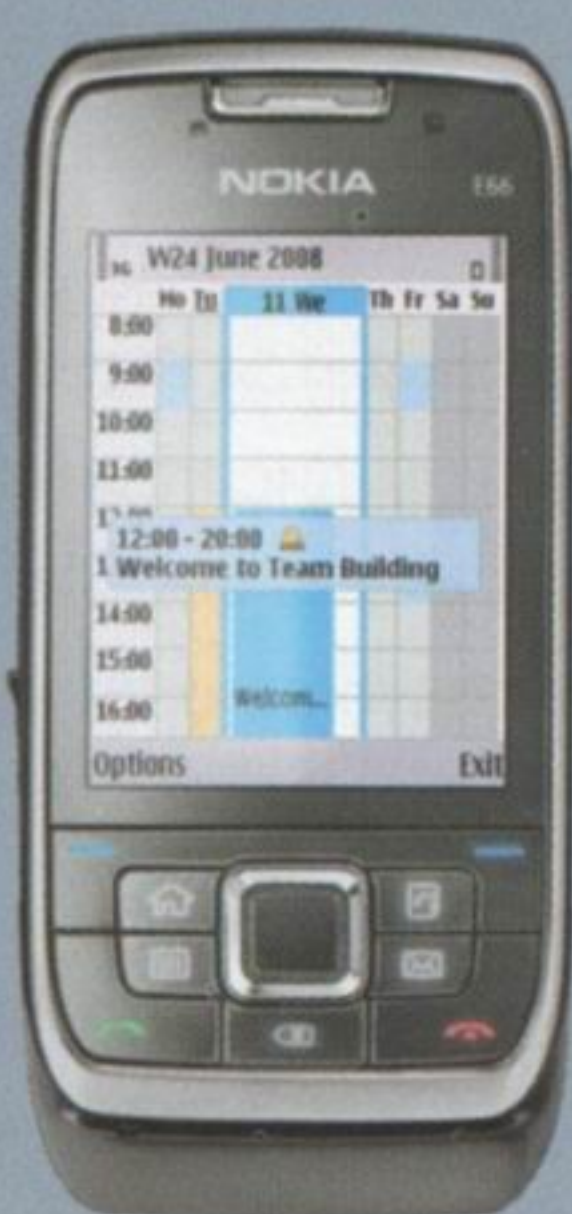 NOKIA E66
3G W24 June 2008
Mo Tu 11 We Th Fr Sa Su
8:00
9:00
10:00
11:00
12:00 - 20:00
Welcome to Team Building
14:00
15:00
16:00 Welcom...
Options Exit